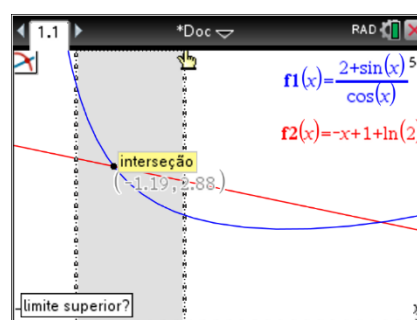 1.1
*Doc
RAD
f1(x)=2+sin(x)/cos(x)
5
f2(x)=-x+1+ln(2)
interseção
(-1.19,2.88)
limite superior?
x